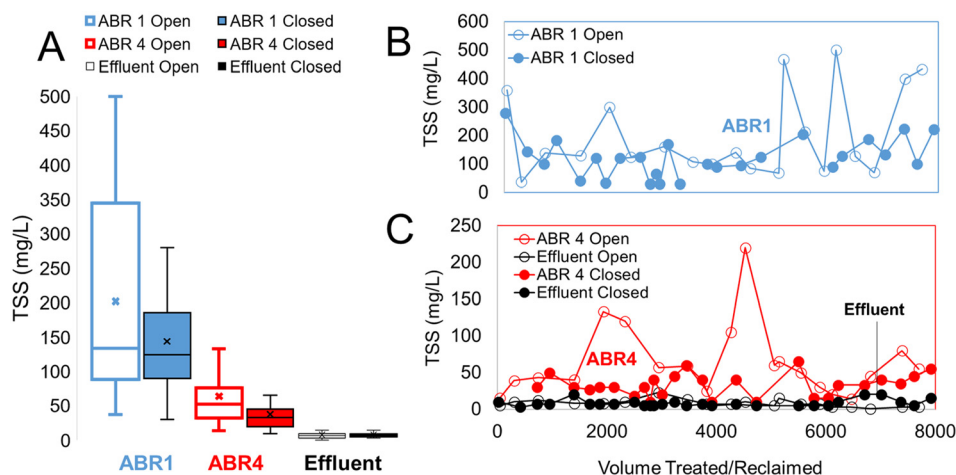 A
ABR 1 Open
ABR 1 Closed
ABR 4 Open
ABR 4 Closed
Effluent Open
Effluent Closed
TSS (mg/L)
500
450
400
350
300
250
200
150
100
50
0
ABR1
ABR4
Effluent
B
ABR 1 Open
ABR 1 Closed
TSS (mg/L)
600
500
400
300
200
100
0
ABR1
C
ABR 4 Open
Effluent Open
ABR 4 Closed
Effluent Closed
TSS (mg/L)
250
200
150
100
50
0
ABR4
Effluent
0
2000
4000
6000
8000
Volume Treated/Reclaimed